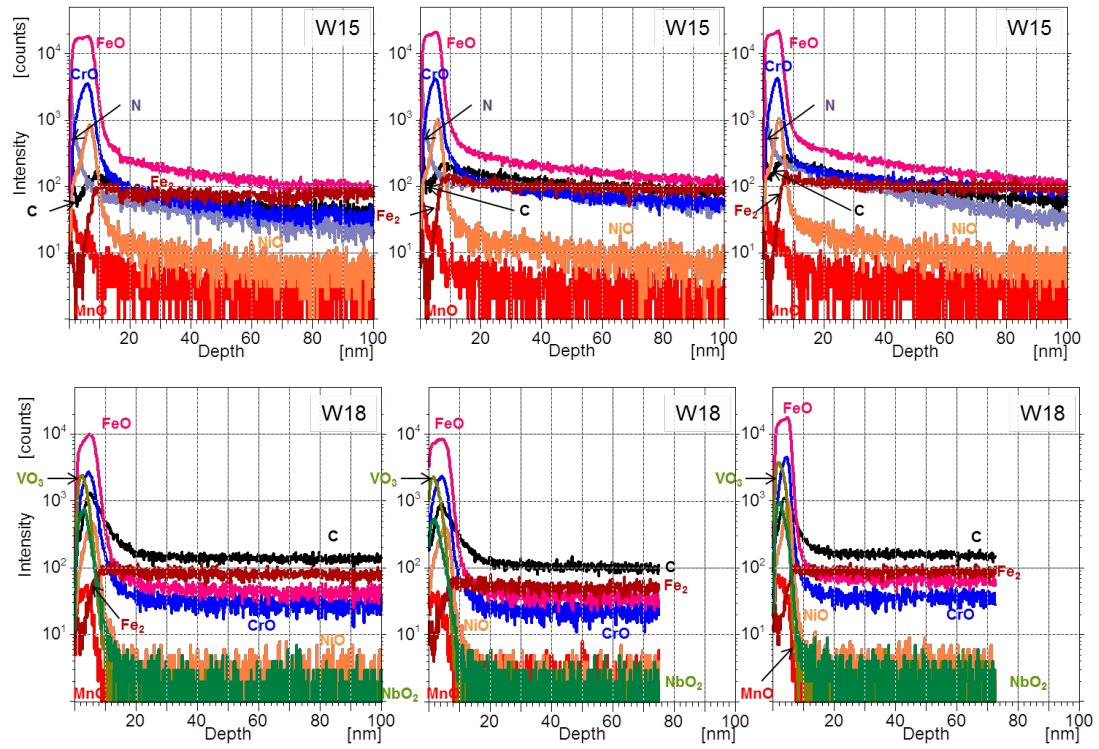 W15
W15
W15
[counts]
Intensity
10⁴
10³
10²
10¹
FeO
CrO
N
Fe₂
C
NiO
MnO
20 40 60 80 100
Depth [nm]
10⁴
10³
10²
10¹
FeO
CrO
N
Fe₂
C
NiO
MnO
20 40 60 80 100
Depth [nm]
10⁴
10³
10²
10¹
FeO
CrO
N
Fe₂
C
NiO
MnO
20 40 60 80 100
Depth [nm]
W18
W18
W18
[counts]
Intensity
10⁴
10³
10²
10¹
FeO
VO₃
C
Fe₂
CrO
NiO
MnO
20 40 60 80 100
Depth [nm]
10⁴
10³
10²
10¹
FeO
VO₃
C
Fe₂
NiO
CrO
NbO₂
MnO
20 40 60 80 100
Depth [nm]
10⁴
10³
10²
10¹
FeO
VO₃
C
Fe₂
NiO
CrO
MnO
NbO₂
NbO₂
20 40 60 80 100
Depth [nm]